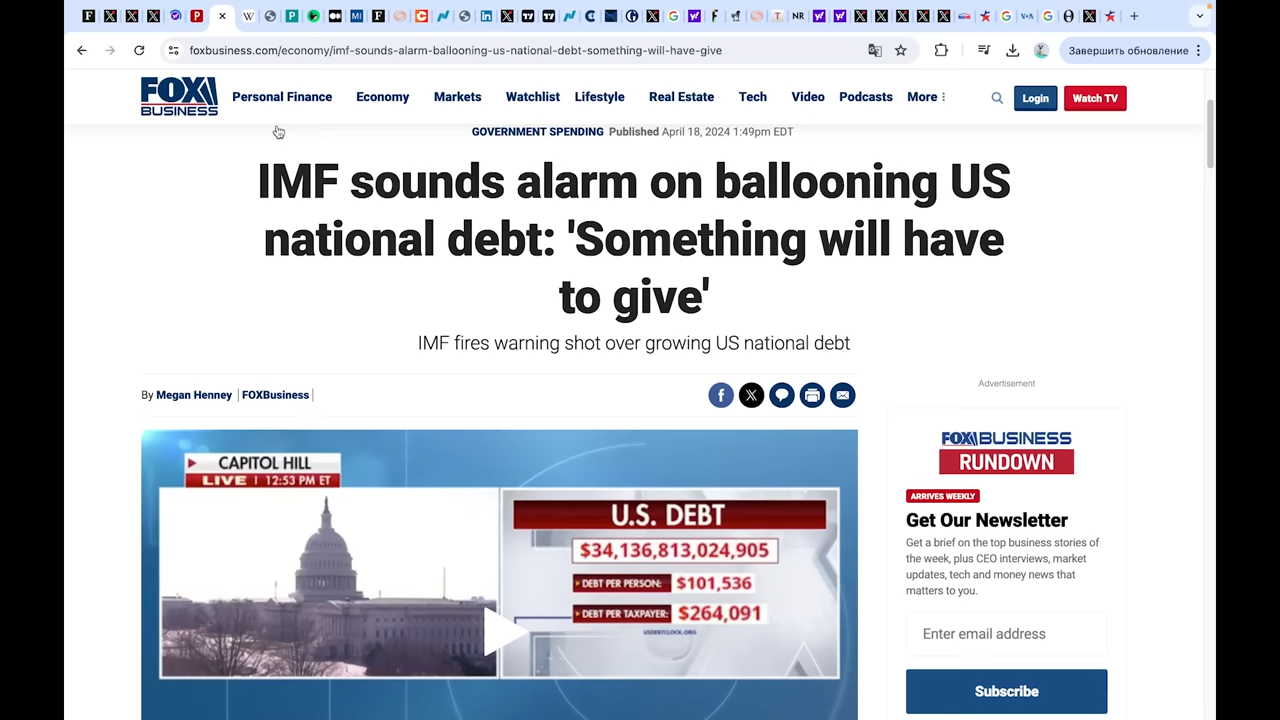 foxbusiness.com/economy/imf-sounds-alarm-ballooning-us-national-debt-something-will-have-give
Завершить обновление
FOX BUSINESS
Personal Finance Economy Markets Watchlist Lifestyle Real Estate Tech Video Podcasts More
Login
Watch TV
GOVERNMENT SPENDING Published April 18, 2024 1:49pm EDT
IMF sounds alarm on ballooning US
national debt: 'Something will have
to give'
IMF fires warning shot over growing US national debt
By Megan Henney FOXBusiness
CAPITOL HILL
LIVE 12:53 PM ET
U.S. DEBT
$34,136,813,024,905
DEBT PER PERSON: $101,536
DEBT PER TAXPAYER: $264,091
USDEBTCLOCK.ORG
Advertisement
FOX BUSINESS
RUNDOWN
ARRIVES WEEKLY
Get Our Newsletter
Get a brief on the top business stories of
the week, plus CEO interviews, market
updates, tech and money news that
matters to you.
Enter email address
Subscribe